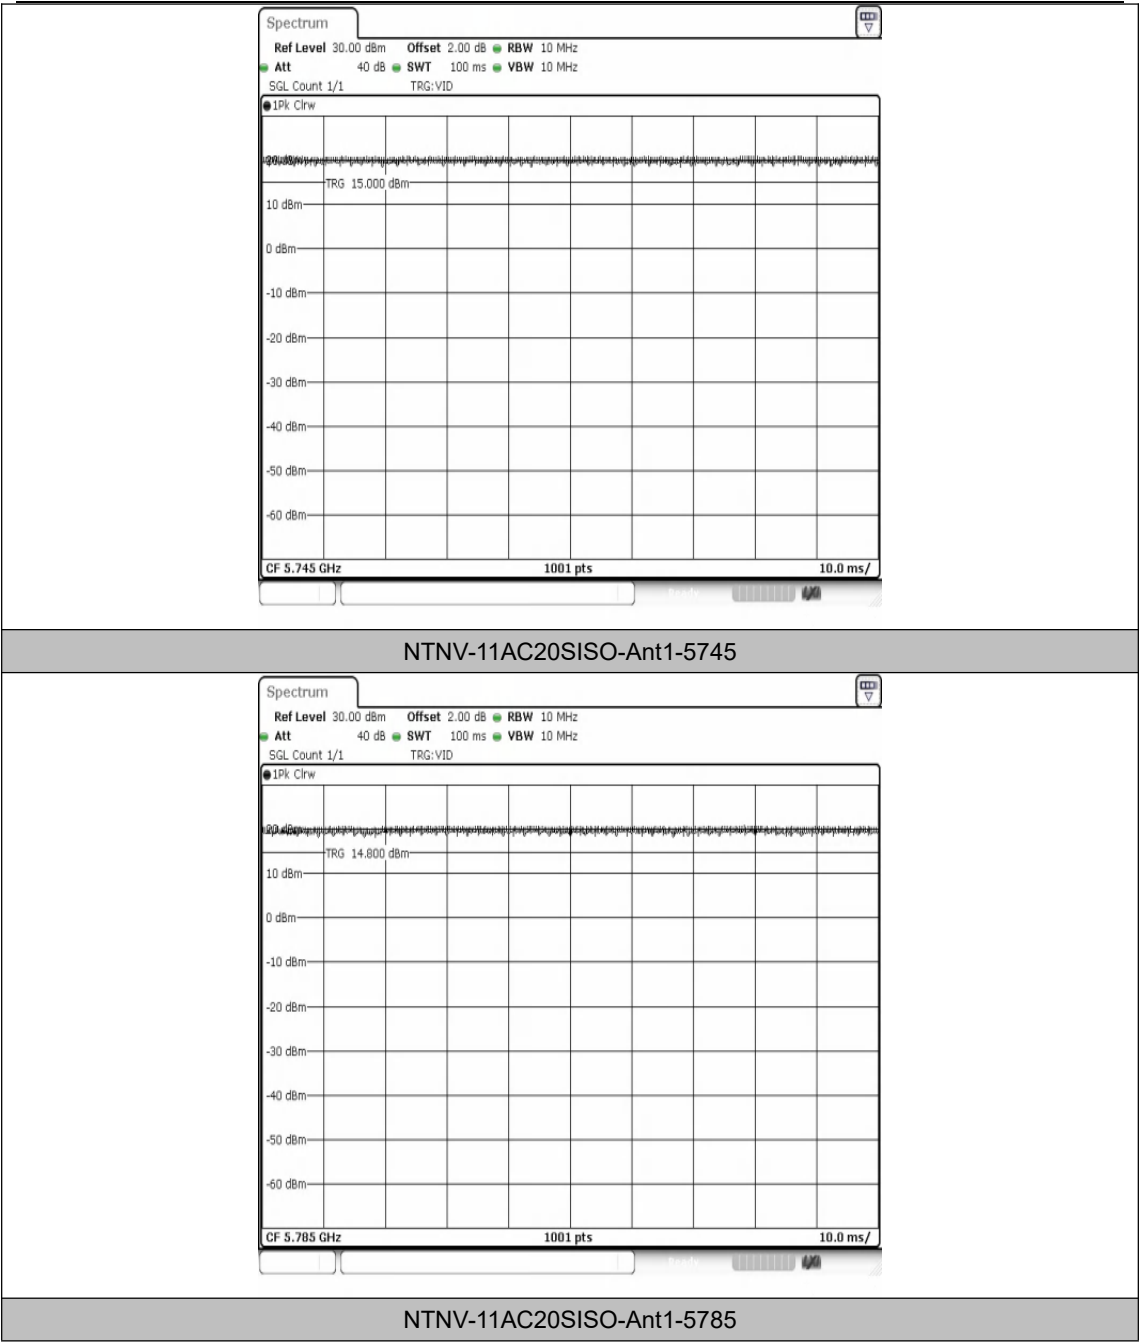 Spectrum
Ref Level 30.00 dBm Offset 2.00 dB RBW 10 MHz
Att 40 dB SWT 100 ms VBW 10 MHz
SGL Count 1/1 TRG:VID
1Pk Clrw
20 dBm
TRG 15.000 dBm
10 dBm
0 dBm
-10 dBm
-20 dBm
-30 dBm
-40 dBm
-50 dBm
-60 dBm
CF 5.745 GHz 1001 pts 10.0 ms/
NTNV-11AC20SISO-Ant1-5745
Spectrum
Ref Level 30.00 dBm Offset 2.00 dB RBW 10 MHz
Att 40 dB SWT 100 ms VBW 10 MHz
SGL Count 1/1 TRG:VID
1Pk Clrw
20 dBm
TRG 14.800 dBm
10 dBm
0 dBm
-10 dBm
-20 dBm
-30 dBm
-40 dBm
-50 dBm
-60 dBm
CF 5.785 GHz 1001 pts 10.0 ms/
NTNV-11AC20SISO-Ant1-5785